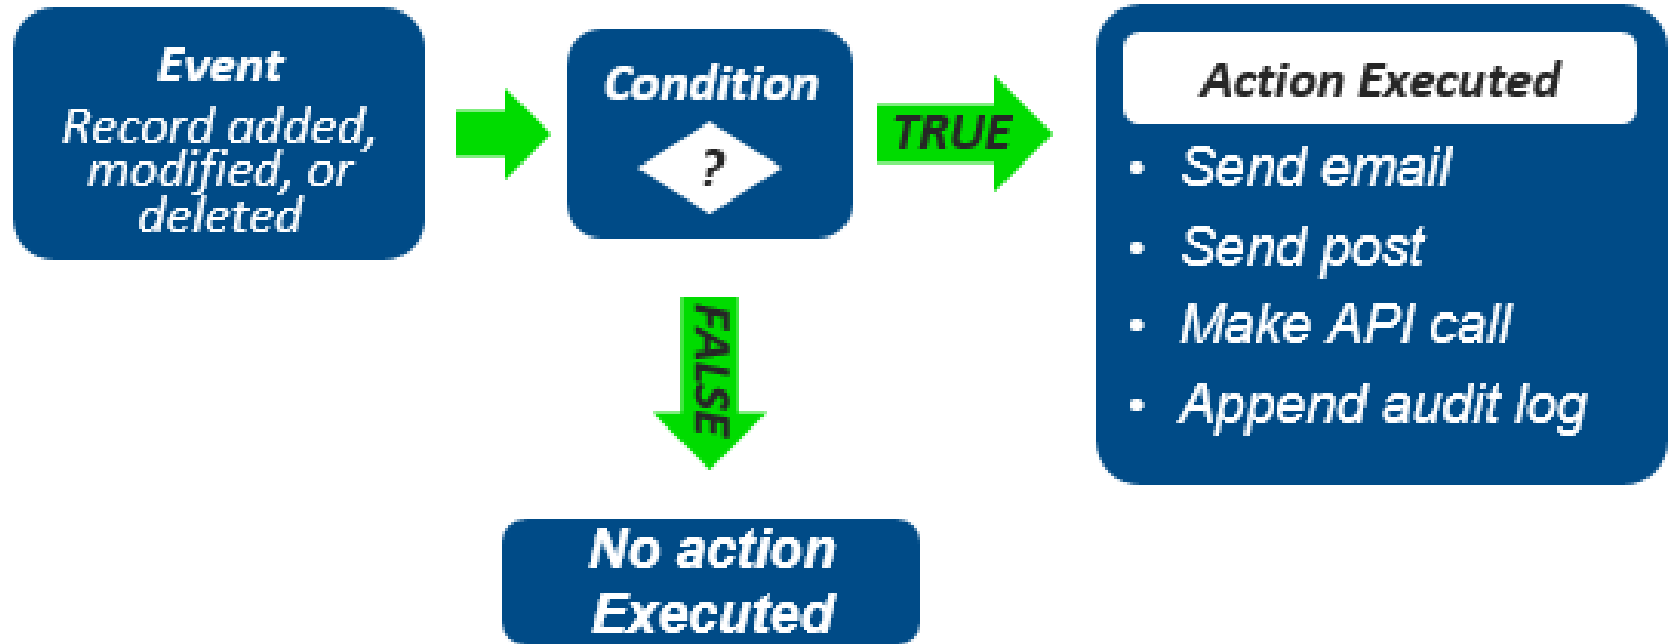 Event
Record added,
modified, or
deleted
Condition
?
TRUE
FALSE
Action Executed
• Send email
• Send post
• Make API call
• Append audit log
No action
Executed